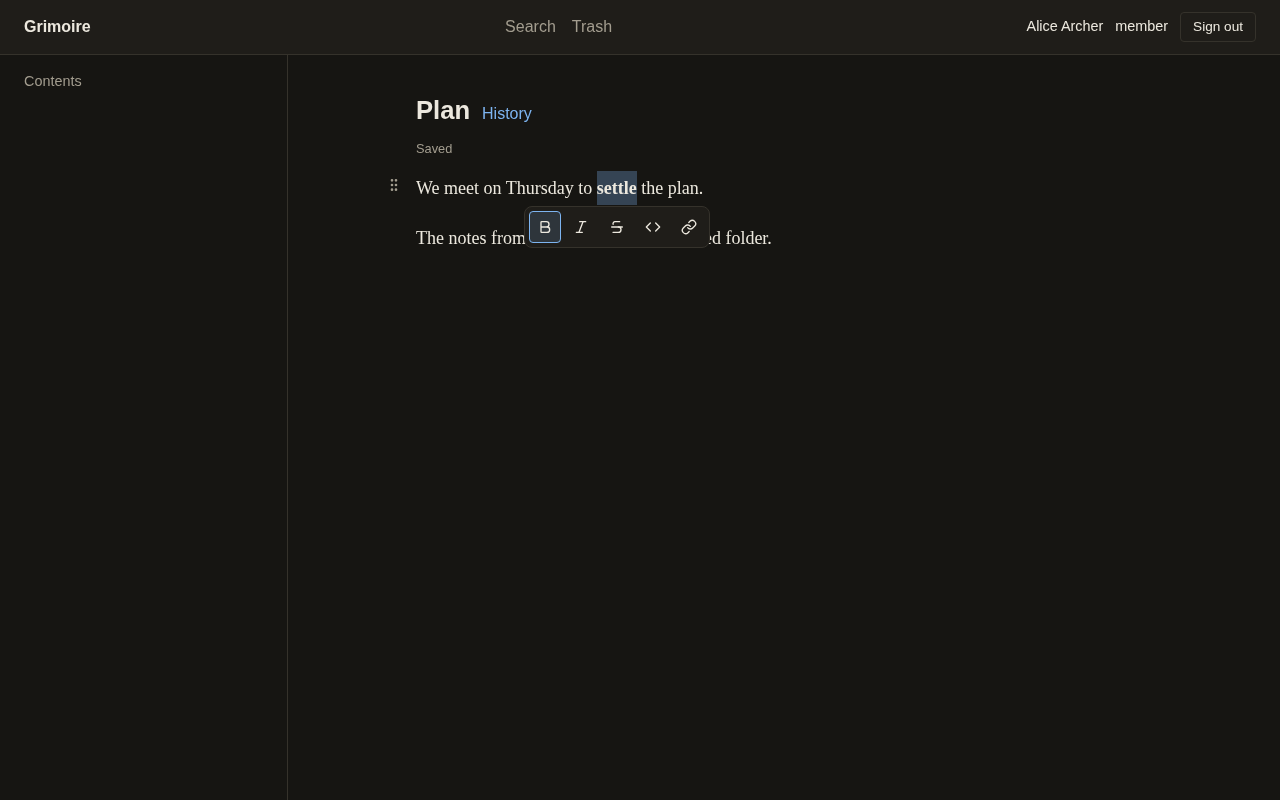 Grimoire
Search Trash
Alice Archer member Sign out
Contents
Plan History
Saved
We meet on Thursday to settle the plan.
The notes from ed folder.